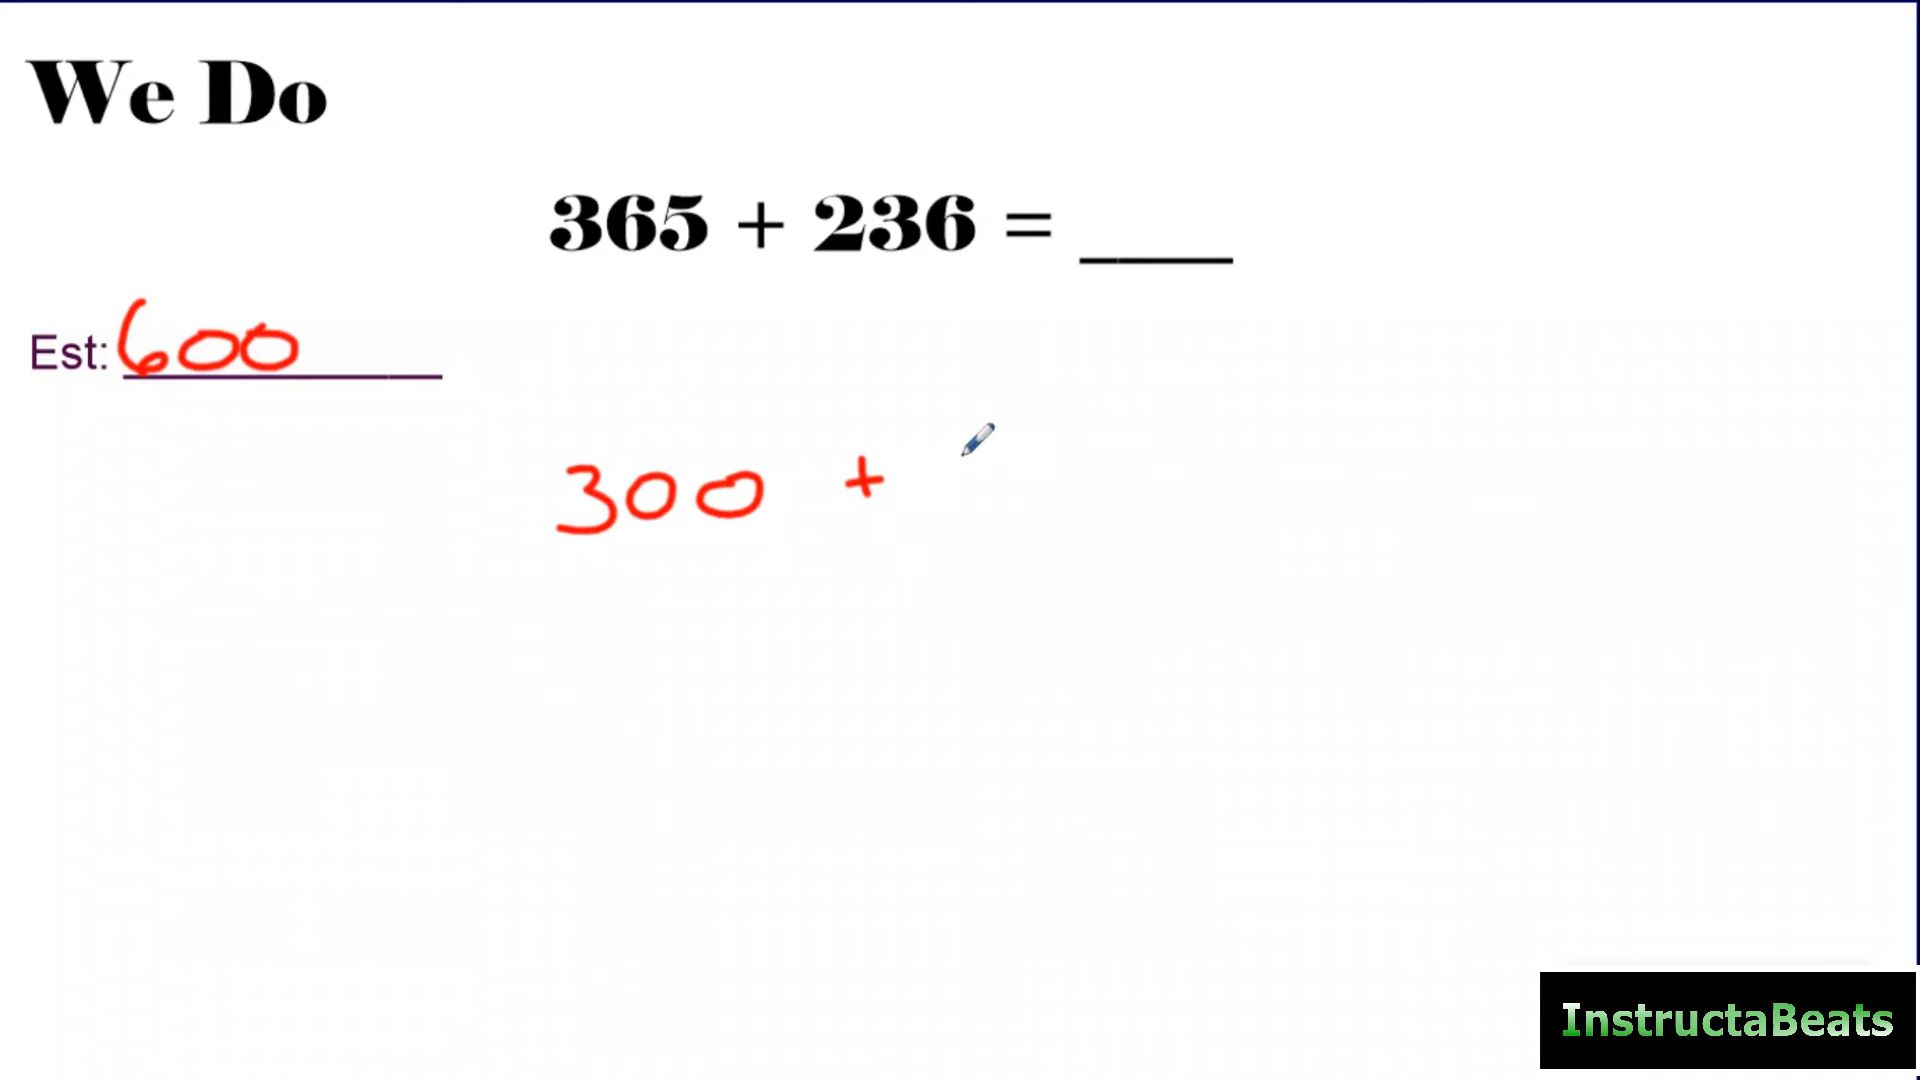 We Do
365 + 236 = ____
Est: 600
300 +
InstructaBeats